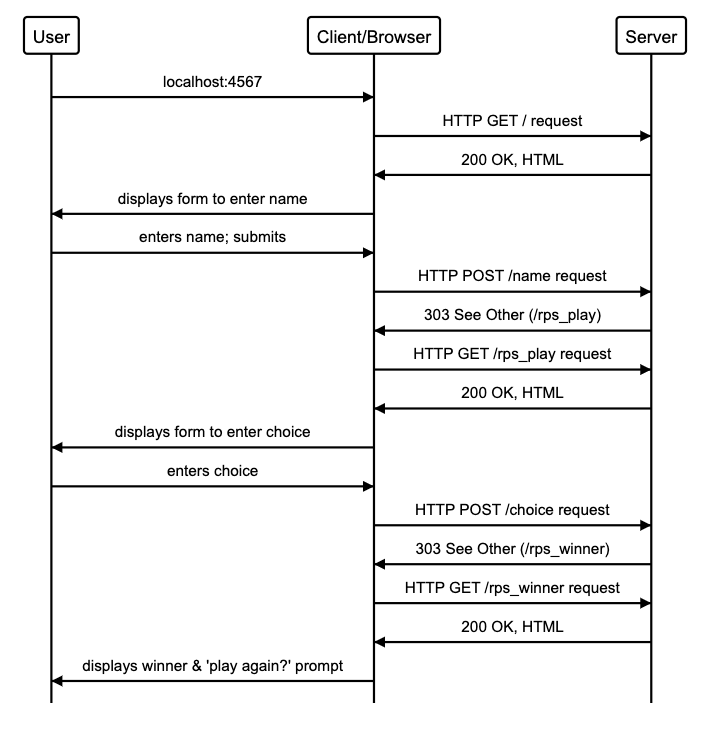 User
Client/Browser
Server
localhost:4567
HTTP GET / request
200 OK, HTML
displays form to enter name
enters name; submits
HTTP POST /name request
303 See Other (/rps_play)
HTTP GET /rps_play request
200 OK, HTML
displays form to enter choice
enters choice
HTTP POST /choice request
303 See Other (/rps_winner)
HTTP GET /rps_winner request
200 OK, HTML
displays winner & 'play again?' prompt